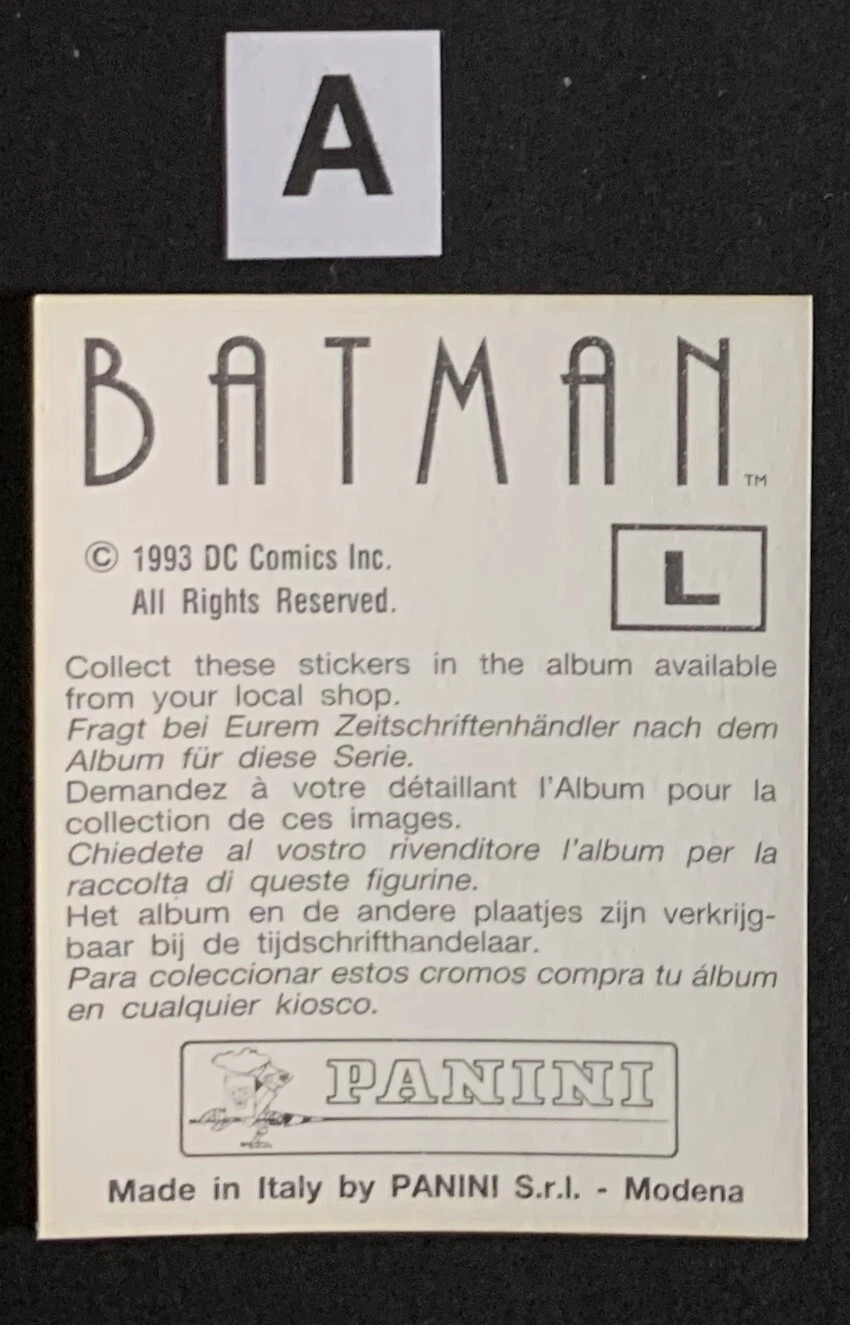 A
BATMAN™
© 1993 DC Comics Inc.
All Rights Reserved.
L
Collect these stickers in the album available
from your local shop.
Fragt bei Eurem Zeitschriftenhändler nach dem
Album für diese Serie.
Demandez à votre détaillant l'Album pour la
collection de ces images.
Chiedete al vostro rivenditore l'album per la
raccolta di queste figurine.
Het album en de andere plaatjes zijn verkrijg-
baar bij de tijdschrifthandelaar.
Para coleccionar estos cromos compra tu álbum
en cualquier kiosco.
PANINI
Made in Italy by PANINI S.r.l. - Modena